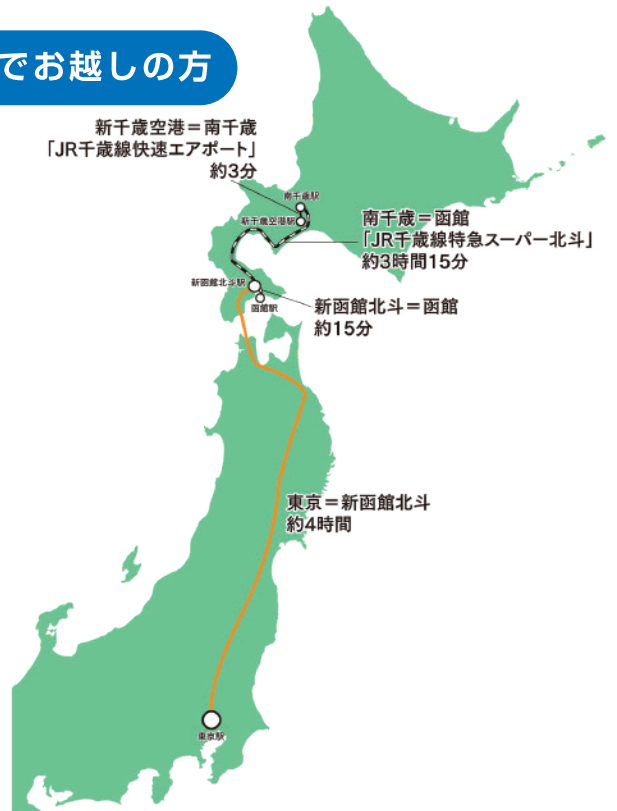 でお越しの方
新千歳空港＝南千歳
「JR千歳線快速エアポート」
約3分
南千歳駅
新千歳空港駅
南千歳＝函館
「JR千歳線特急スーパー北斗」
約3時間15分
新函館北斗駅
函館駅
新函館北斗＝函館
約15分
東京＝新函館北斗
約4時間
東京駅